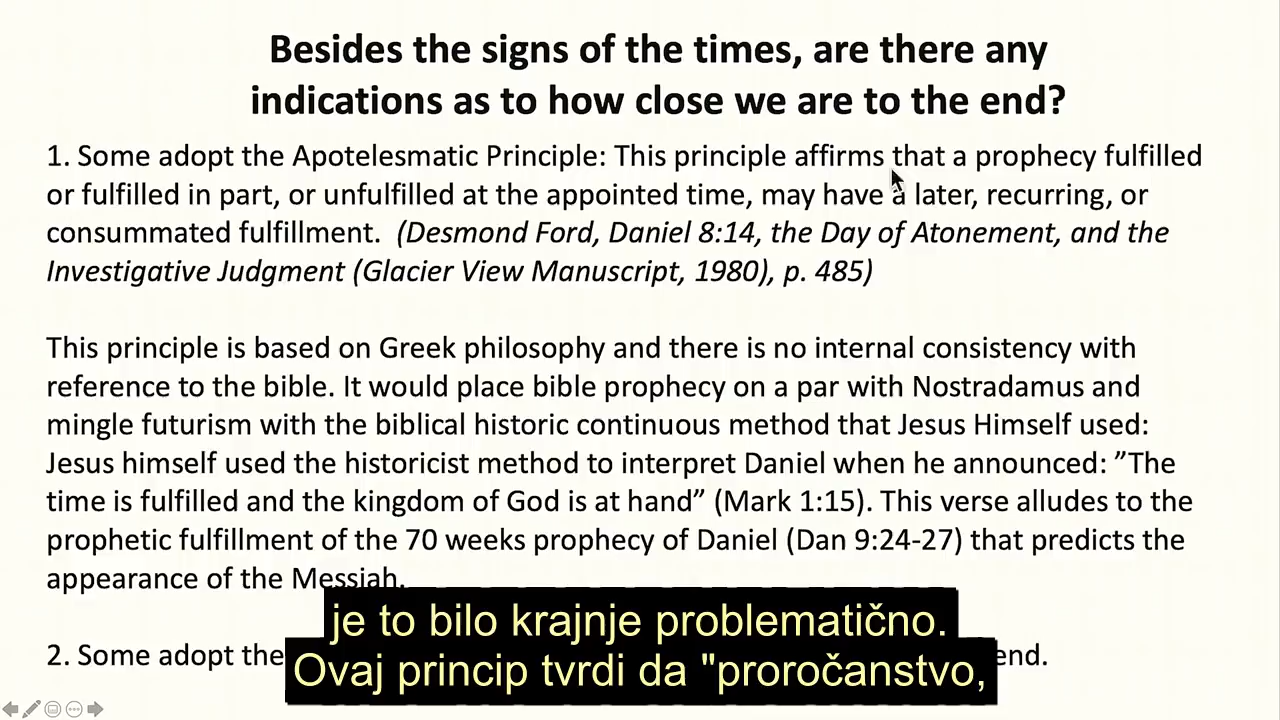 Besides the signs of the times, are there any
indications as to how close we are to the end?
1. Some adopt the Apotelesmatic Principle: This principle affirms that a prophecy fulfilled
or fulfilled in part, or unfulfilled at the appointed time, may have a later, recurring, or
consummated fulfillment. (Desmond Ford, Daniel 8:14, the Day of Atonement, and the
Investigative Judgment (Glacier View Manuscript, 1980), p. 485)
This principle is based on Greek philosophy and there is no internal consistency with
reference to the bible. It would place bible prophecy on a par with Nostradamus and
mingle futurism with the biblical historic continuous method that Jesus Himself used:
Jesus himself used the historicist method to interpret Daniel when he announced: ”The
time is fulfilled and the kingdom of God is at hand” (Mark 1:15). This verse alludes to the
prophetic fulfillment of the 70 weeks prophecy of Daniel (Dan 9:24-27) that predicts the
appearance of the Messiah.
je to bilo krajnje problematično.
2. Some adopt the end.
Ovaj princip tvrdi da "proročanstvo,